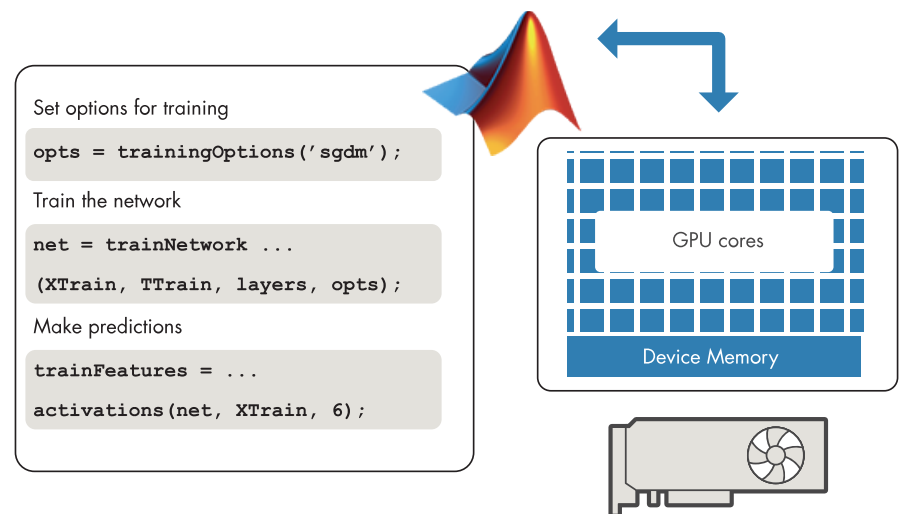 Set options for training
opts = trainingOptions(’sgdm’);
Train the network
net = trainNetwork ...
(XTrain, TTrain, layers, opts);
Make predictions
trainFeatures = ...
activations(net, XTrain, 6);
GPU cores
Device Memory